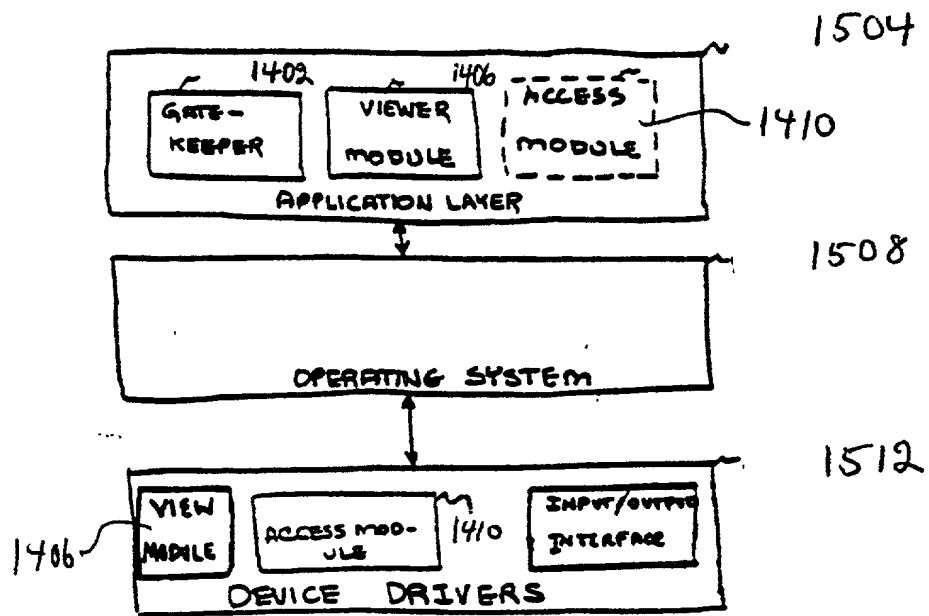 1504
1402
1406
GATE-
KEEPER
VIEWER
MODULE
ACCESS
MODULE
1410
APPLICATION LAYER
1508
OPERATING SYSTEM
1512
VIEW
MODULE
ACCESS MOD-
ULE
1410
INPUT/OUTPUT
INTERFACE
1406
DEVICE DRIVERS